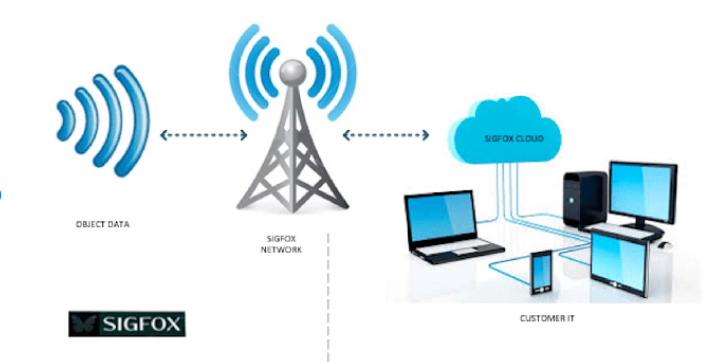 SIGFOX CLOUD
OBJECT DATA
SIGFOX
NETWORK
SIGFOX
CUSTOMER IT